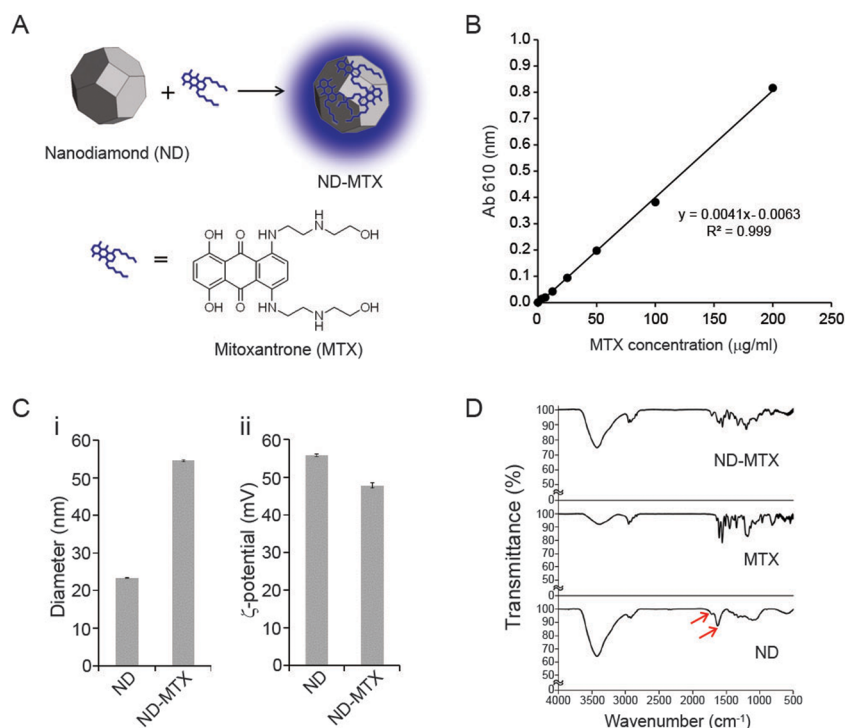 A
Nanodiamond (ND)
+
ND-MTX
=
OH O HN N H OH
OH O HN N H OH
Mitoxantrone (MTX)
B
Ab 610 (nm)
1.0
0.9
0.8
0.7
0.6
0.5
0.4
0.3
0.2
0.1
0.0
y = 0.0041x - 0.0063
R² = 0.999
0 50 100 150 200 250
MTX concentration (μg/ml)
C
i
Diameter (nm)
60
50
40
30
20
10
0
ND ND-MTX
ii
ζ-potential (mV)
60
50
40
30
20
10
0
ND ND-MTX
D
Transmittance (%)
100
90
80
70
60
50
0
ND-MTX
100
90
80
70
60
50
0
MTX
100
90
80
70
60
50
0
ND
4000 3500 3000 2500 2000 1500 1000 500
Wavenumber (cm⁻¹)